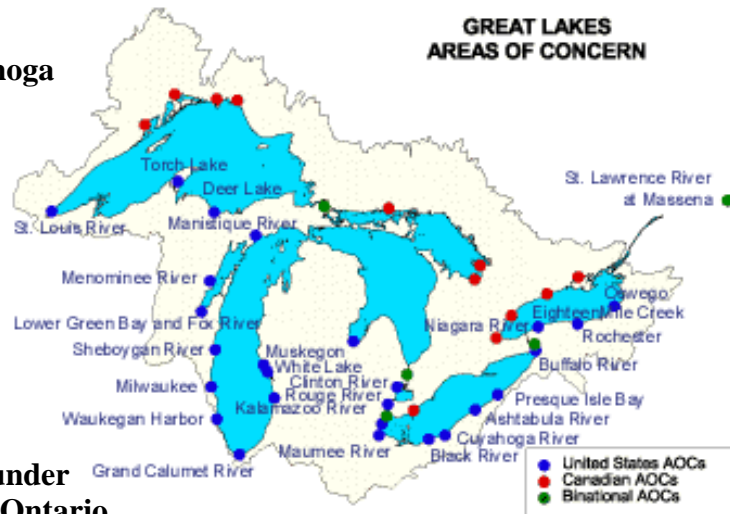 GREAT LAKES
AREAS OF CONCERN
noga
Torch Lake
Deer Lake
St. Lawrence River
at Massena
St. Louis River
Manistique River
Menominee River
Oswego
Lower Green Bay and Fox River
Niagara River
EighteenMile Creek
Rochester
Sheboygan River
Muskegon
White Lake
Buffalo River
Milwaukee
Clinton River
Rouge River
Presque Isle Bay
Waukegan Harbor
Kalamazoo River
Ashtabula River
Maumee River
Cuyahoga River
Black River
Grand Calumet River
under
Ontario
United States AOCs
Canadian AOCs
Binational AOCs